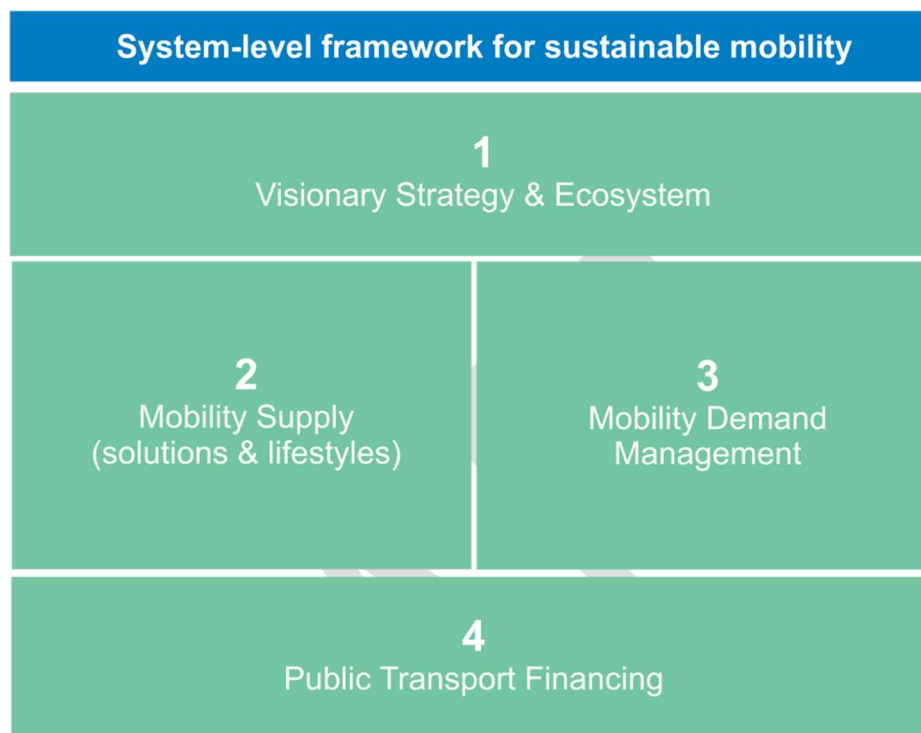 System-level framework for sustainable mobility
1
Visionary Strategy & Ecosystem
2
Mobility Supply
(solutions & lifestyles)
3
Mobility Demand
Management
4
Public Transport Financing